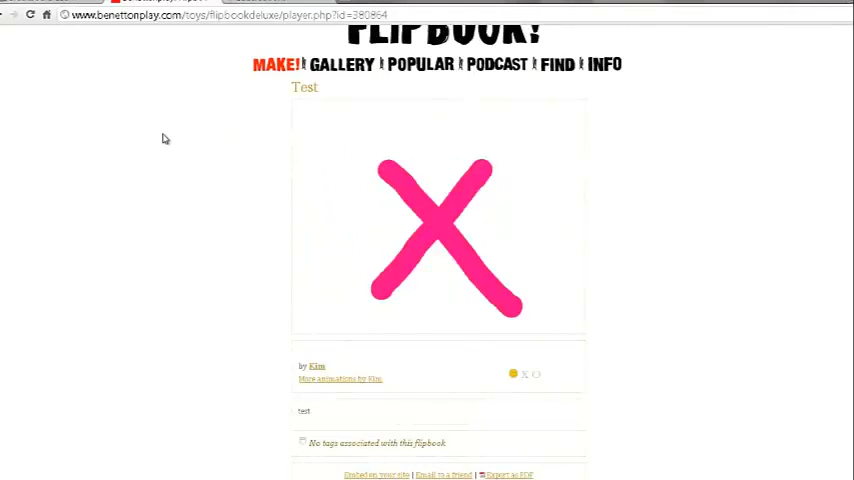 www.benettonplay.com/toys/flipbookdeluxe/player.php?id=380864
FLIPBOOK!
MAKE! GALLERY POPULAR PODCAST FIND INFO
Test
by Kim
More animations by Kim
test
No tags associated with this flipbook
Embed on your site | Email to a friend | Export as PDF